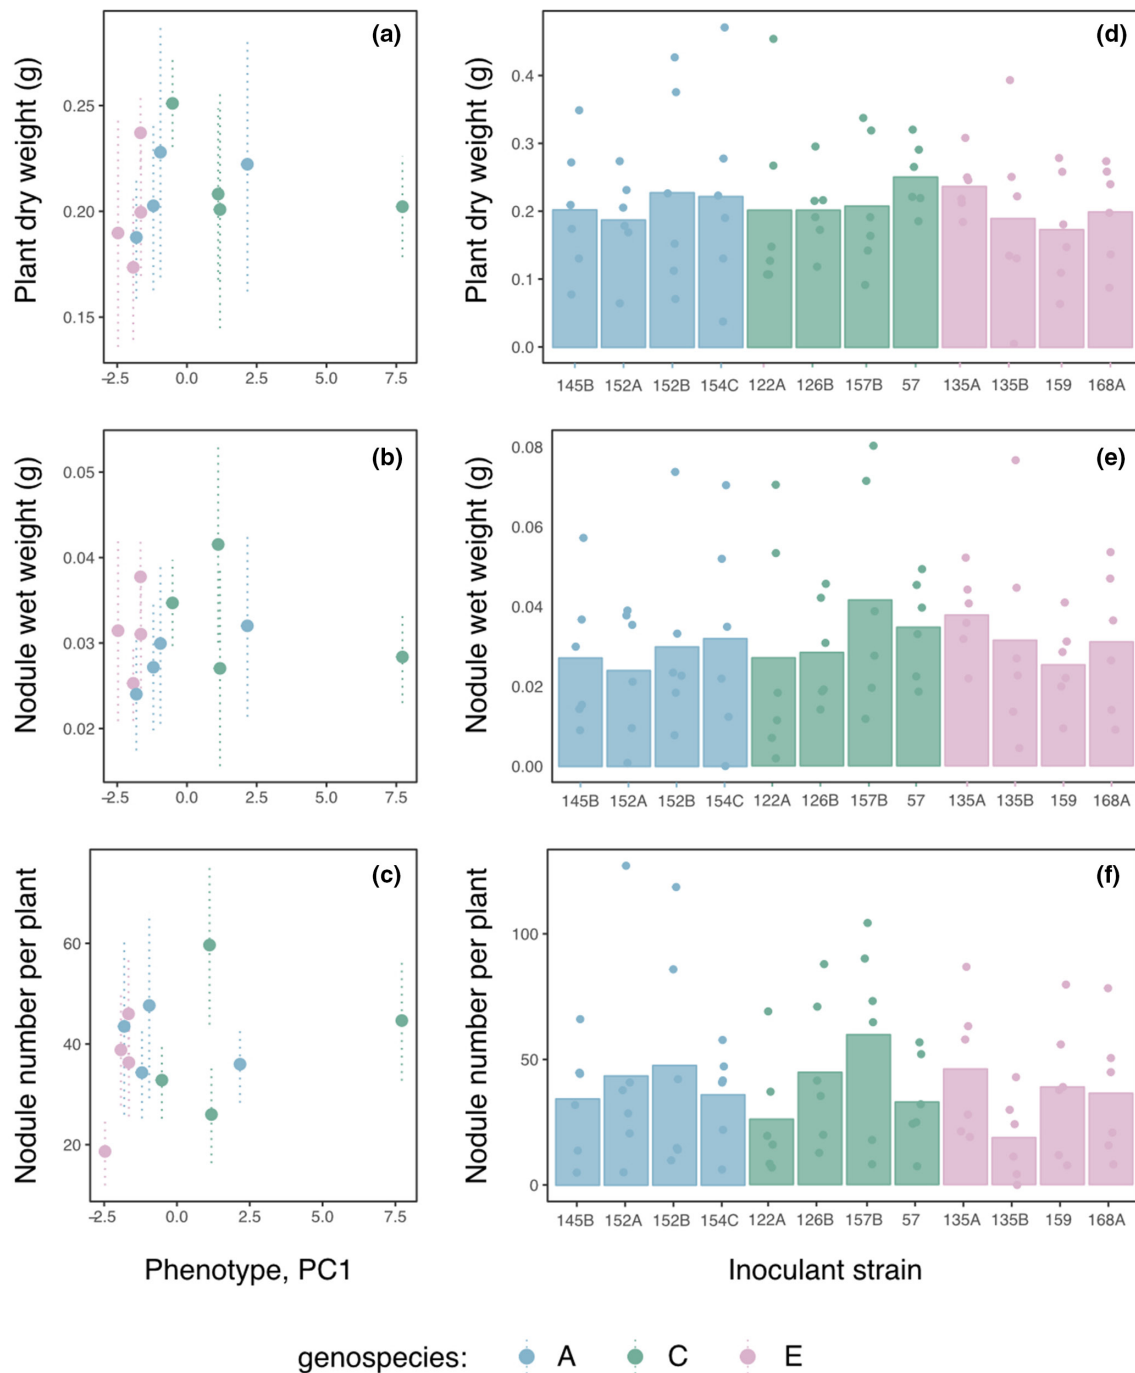 (a)
Plant dry weight (g)
0.25
0.20
0.15
−2.5 0.0 2.5 5.0 7.5
(d)
Plant dry weight (g)
0.4
0.3
0.2
0.1
0.0
145B 152A 152B 154C 122A 126B 157B 57 135A 135B 159 168A
(b)
Nodule wet weight (g)
0.05
0.04
0.03
0.02
−2.5 0.0 2.5 5.0 7.5
(e)
Nodule wet weight (g)
0.08
0.06
0.04
0.02
0.00
145B 152A 152B 154C 122A 126B 157B 57 135A 135B 159 168A
(c)
Nodule number per plant
60
40
20
−2.5 0.0 2.5 5.0 7.5
Phenotype, PC1
(f)
Nodule number per plant
100
50
0
145B 152A 152B 154C 122A 126B 157B 57 135A 135B 159 168A
Inoculant strain
genospecies: A C E